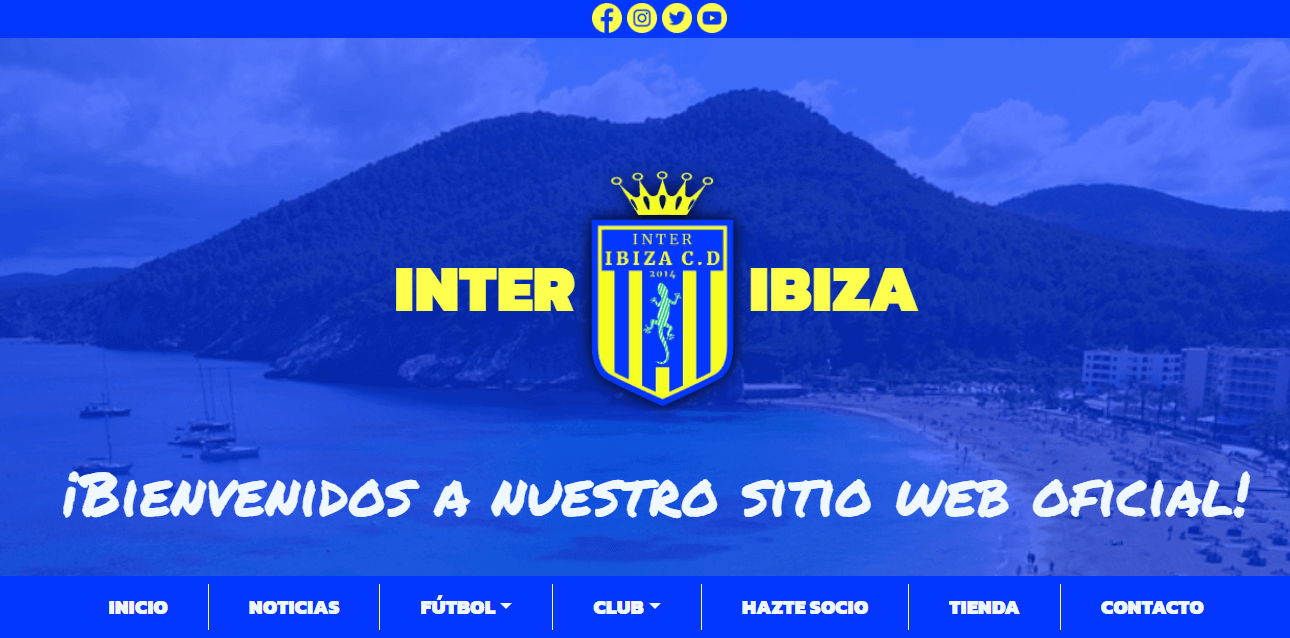 INTER
IBIZA C.D
2014
INTER IBIZA
¡Bienvenidos a nuestro sitio web oficial!
INICIO NOTICIAS FÚTBOL CLUB HAZTE SOCIO TIENDA CONTACTO